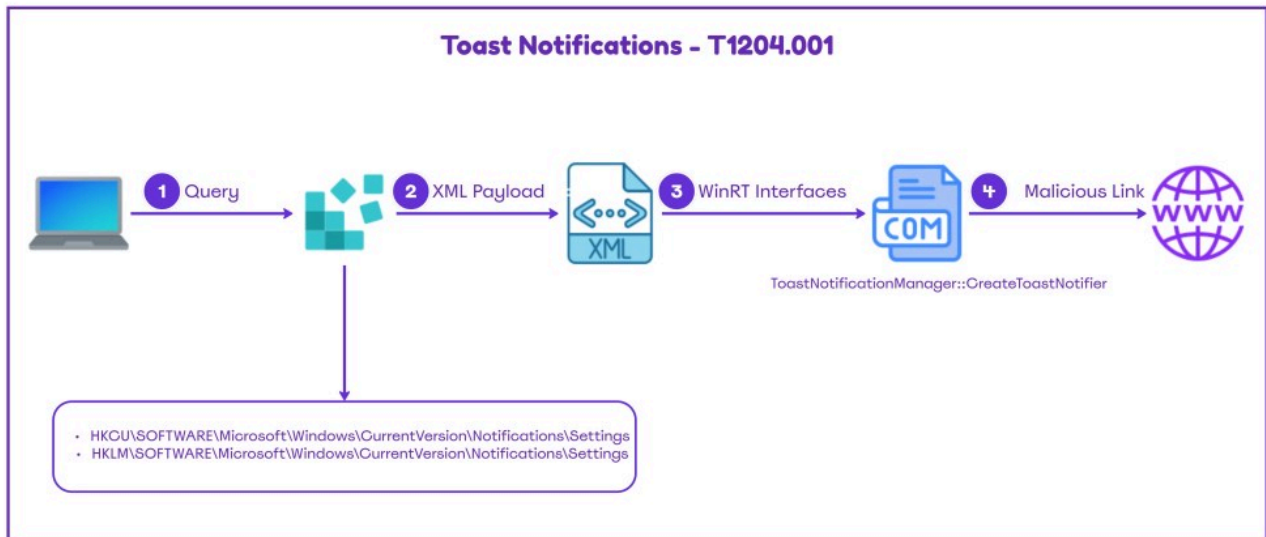 Toast Notifications - T1204.001
1 Query
2 XML Payload
3 WinRT Interfaces
4 Malicious Link
<...>
XML
COM
WWW
ToastNotificationManager::CreateToastNotifier
• HKCU\SOFTWARE\Microsoft\Windows\CurrentVersion\Notifications\Settings
• HKLM\SOFTWARE\Microsoft\Windows\CurrentVersion\Notifications\Settings